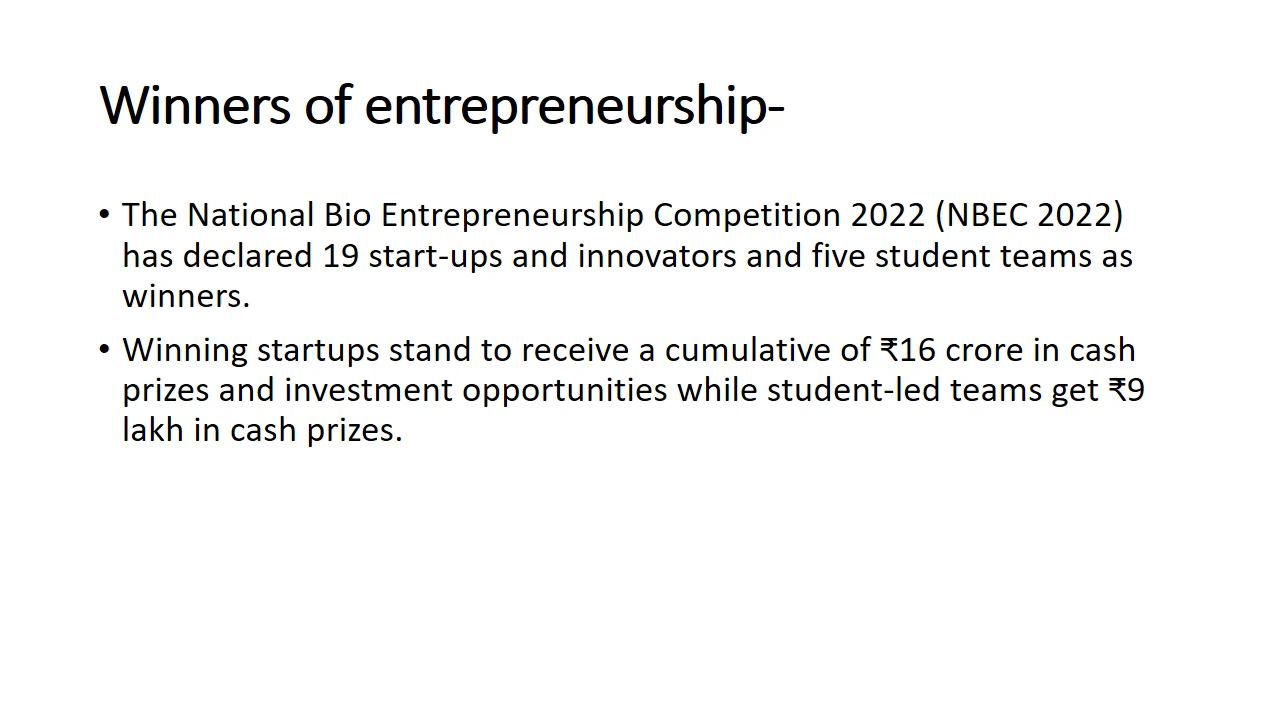 Winners of entrepreneurship-
• The National Bio Entrepreneurship Competition 2022 (NBEC 2022)
has declared 19 start-ups and innovators and five student teams as
winners.
• Winning startups stand to receive a cumulative of ₹16 crore in cash
prizes and investment opportunities while student-led teams get ₹9
lakh in cash prizes.